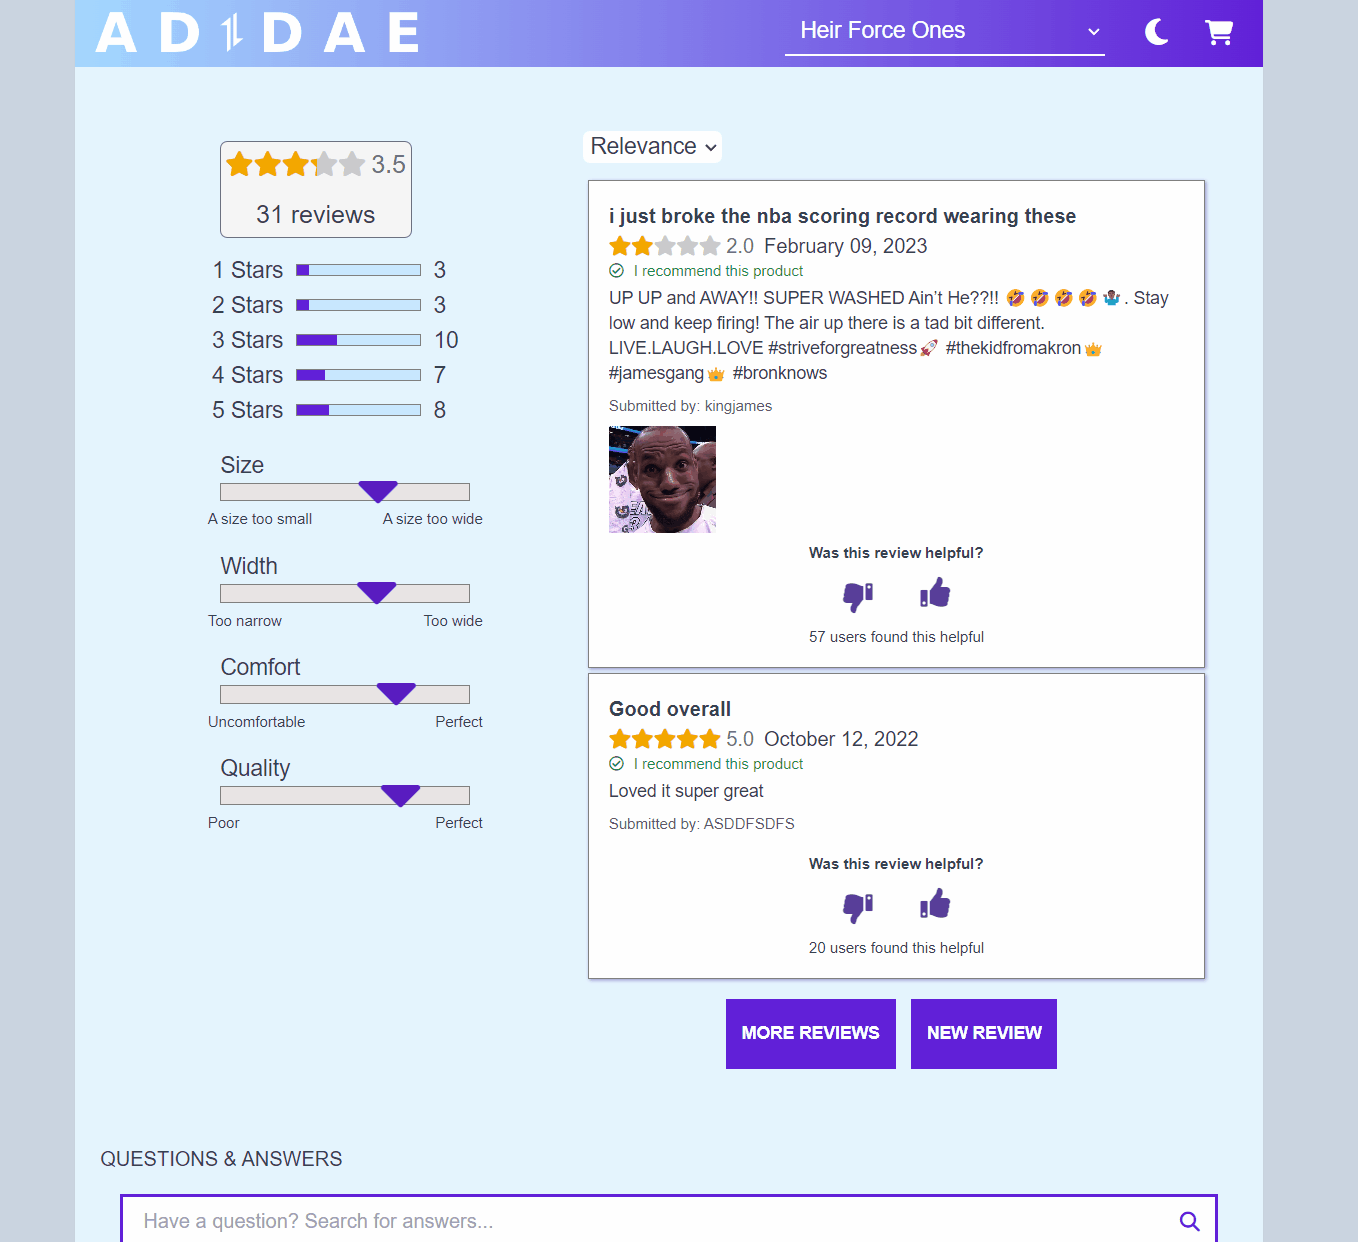 AD⥮DAE
Heir Force Ones
3.5
31 reviews
1 Stars 3
2 Stars 3
3 Stars 10
4 Stars 7
5 Stars 8
Size
A size too small A size too wide
Width
Too narrow Too wide
Comfort
Uncomfortable Perfect
Quality
Poor Perfect
Relevance
i just broke the nba scoring record wearing these
2.0 February 09, 2023
I recommend this product
UP UP and AWAY!! SUPER WASHED Ain’t He??!! 🤣🤣🤣🤣🤷🏾‍♂️. Stay
low and keep firing! The air up there is a tad bit different.
LIVE.LAUGH.LOVE #striveforgreatness🚀 #thekidfromakron👑
#jamesgang👑 #bronknows
Submitted by: kingjames
Was this review helpful?
57 users found this helpful
Good overall
5.0 October 12, 2022
I recommend this product
Loved it super great
Submitted by: ASDDFSDFS
Was this review helpful?
20 users found this helpful
MORE REVIEWS NEW REVIEW
QUESTIONS & ANSWERS
Have a question? Search for answers...